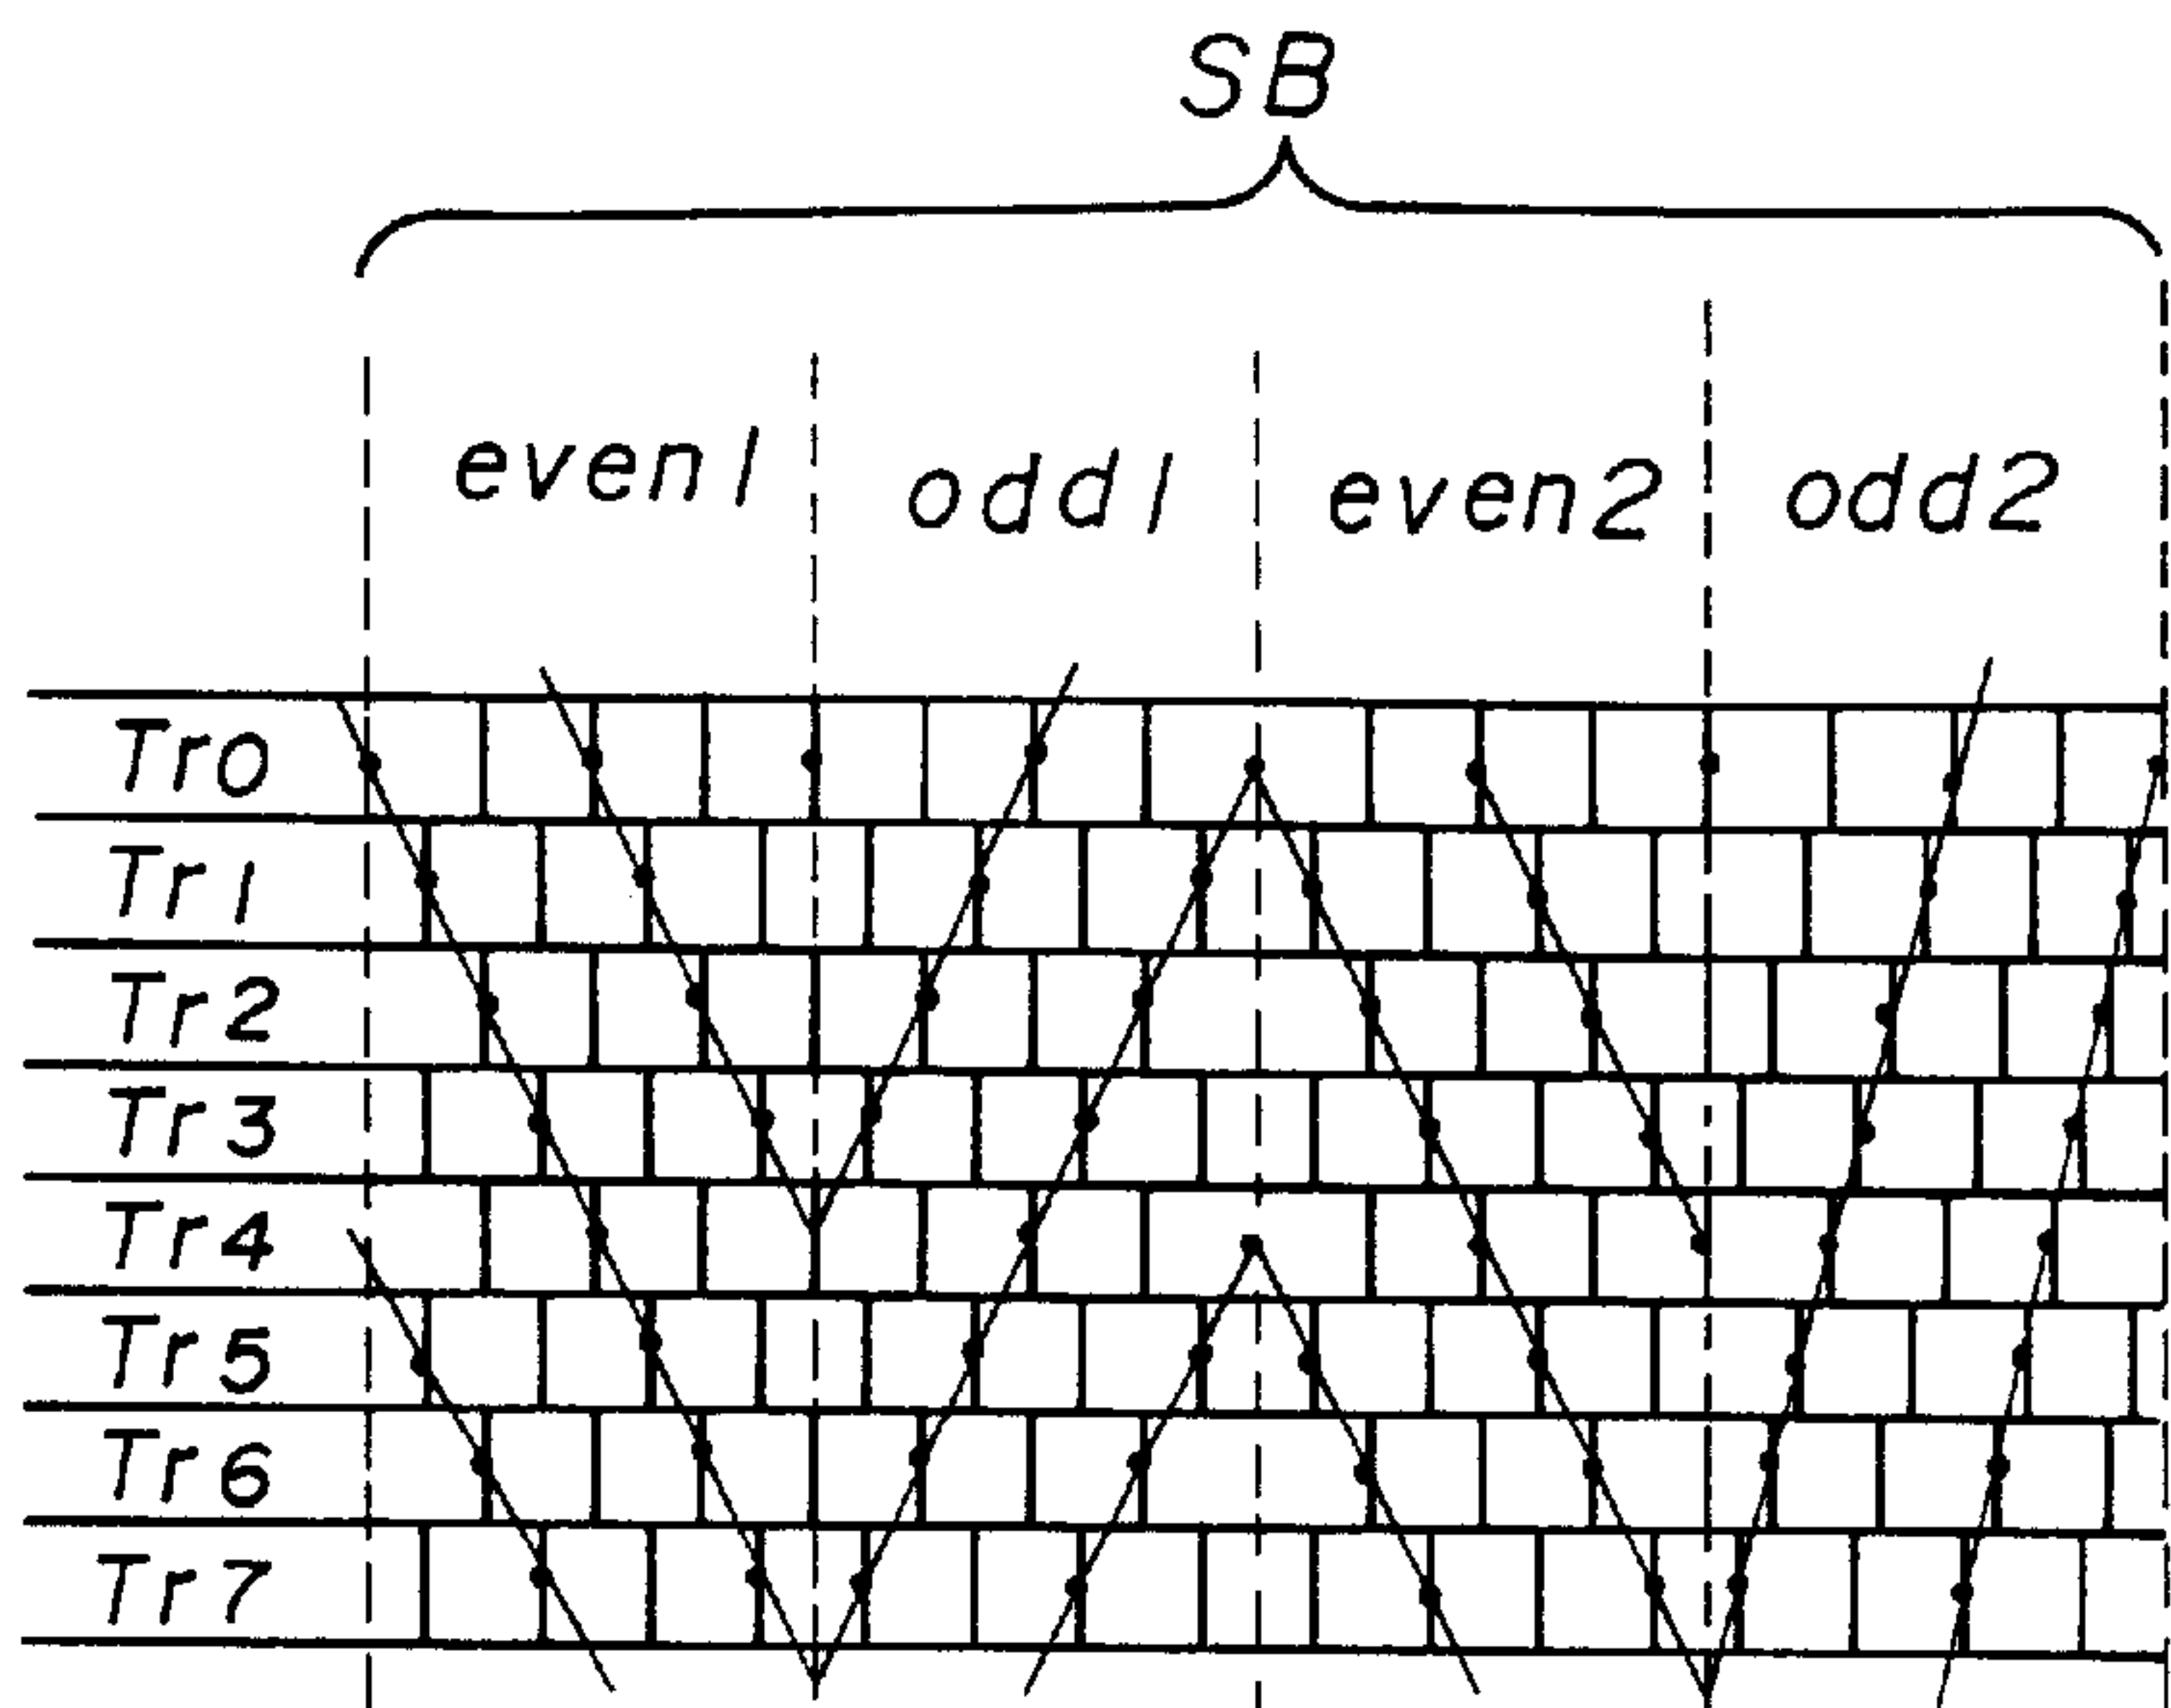 SB
even1 odd1 even2 odd2
Tr0
Tr1
Tr2
Tr3
Tr4
Tr5
Tr6
Tr7